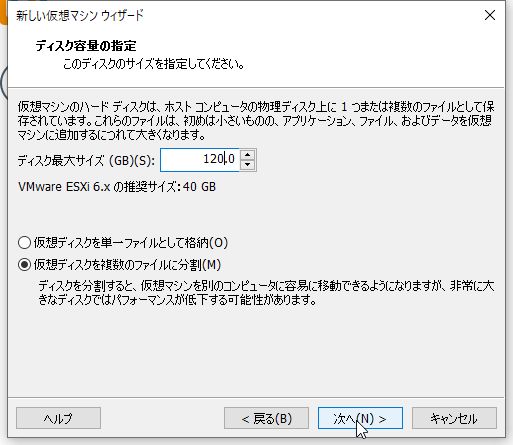 新しい仮想マシン ウィザード
ディスク容量の指定
このディスクのサイズを指定してください。
仮想マシンのハード ディスクは、ホスト コンピュータの物理ディスク上に 1 つまたは複数のファイルとして保
存されています。これらのファイルは、初めは小さいものの、アプリケーション、ファイル、およびデータを仮想
マシンに追加するにつれて大きくなります。
ディスク最大サイズ (GB)(S): 120.0
VMware ESXi 6.x の推奨サイズ: 40 GB
仮想ディスクを単一ファイルとして格納(O)
仮想ディスクを複数のファイルに分割(M)
ディスクを分割すると、仮想マシンを別のコンピュータに容易に移動できるようになりますが、非常に大
きなディスクではパフォーマンスが低下する可能性があります。
ヘルプ < 戻る(B) 次へ(N) > キャンセル